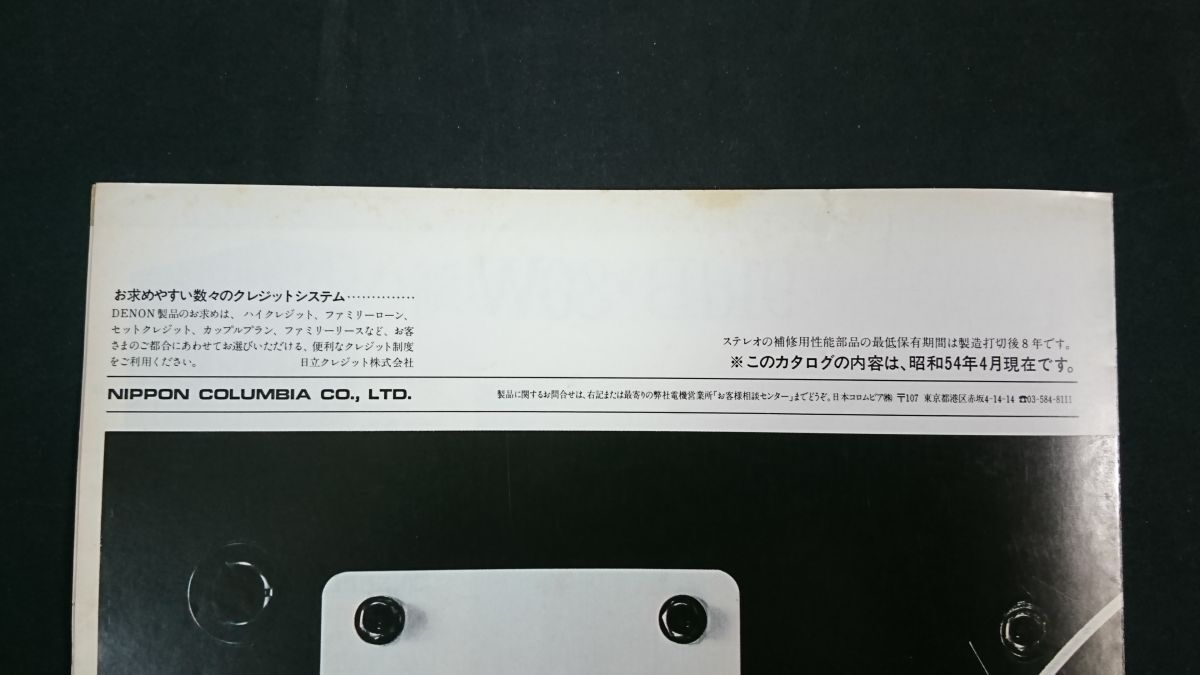 お求めやすい数々のクレジットシステム‥‥‥‥‥‥‥
DENON製品のお求めは、ハイクレジット、ファミリーローン、
セットクレジット、カップルプラン、ファミリーリースなど、お客
さまのご都合にあわせてお選びいただける、便利なクレジット制度
をご利用ください。 日立クレジット株式会社
ステレオの補修用性能部品の最低保有期間は製造打切後8年です。
※このカタログの内容は、昭和54年4月現在です。
NIPPON COLUMBIA CO., LTD. 製品に関するお問合せは、右記または最寄りの弊社電機営業所「お客様相談センター」までどうぞ。日本コロムビア㈱ 〒107 東京都港区赤坂4-14-14 ☎03-584-8111